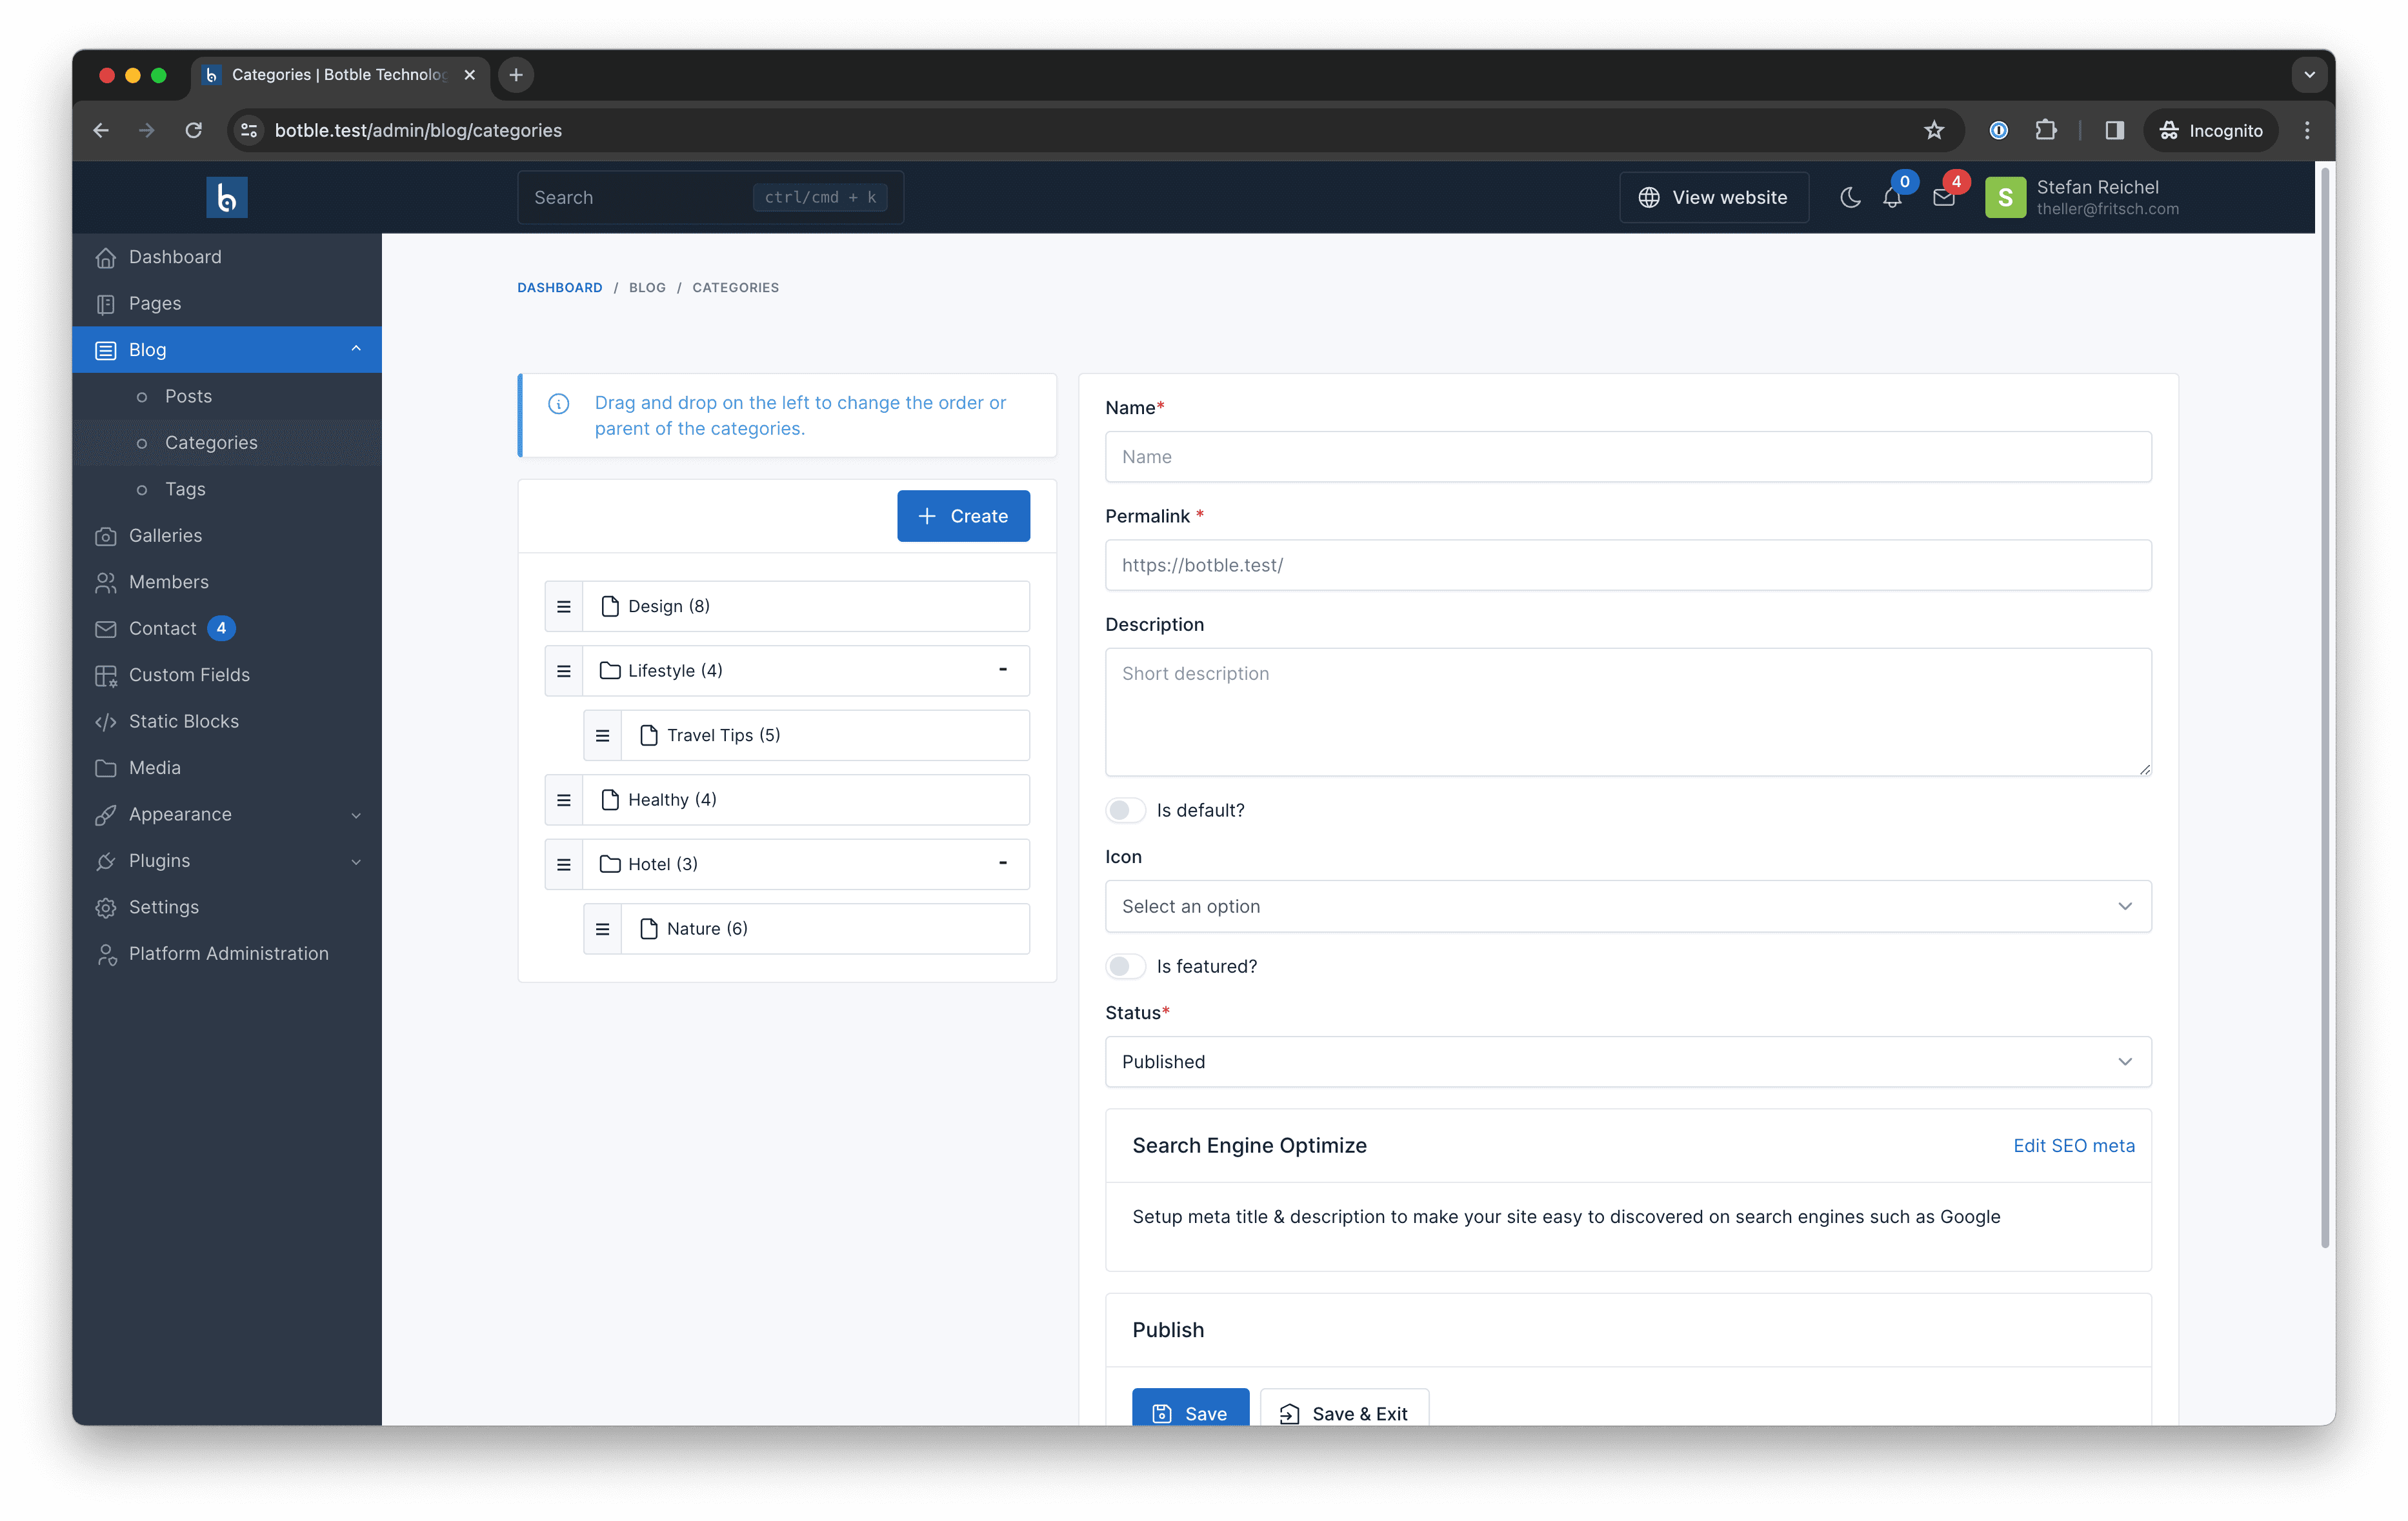 Categories | Botble Technolog
botble.test/admin/blog/categories
Incognito
Search
ctrl/cmd + k
View website
0
4
S
Stefan Reichel
theller@fritsch.com
Dashboard
Pages
Blog
Posts
Categories
Tags
Galleries
Members
Contact 4
Custom Fields
Static Blocks
Media
Appearance
Plugins
Settings
Platform Administration
DASHBOARD / BLOG / CATEGORIES
Drag and drop on the left to change the order or
parent of the categories.
Create
Design (8)
Lifestyle (4) -
Travel Tips (5)
Healthy (4)
Hotel (3) -
Nature (6)
Name*
Name
Permalink *
https://botble.test/
Description
Short description
Is default?
Icon
Select an option
Is featured?
Status*
Published
Search Engine Optimize
Edit SEO meta
Setup meta title & description to make your site easy to discovered on search engines such as Google
Publish
Save
Save & Exit